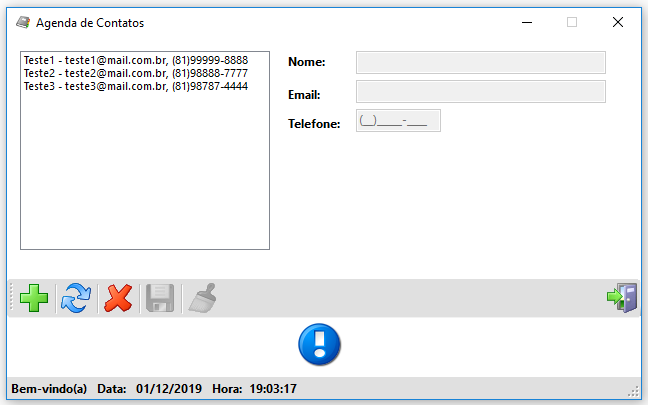 Agenda de Contatos
Teste1 - teste1@mail.com.br, (81)99999-8888
Teste2 - teste2@mail.com.br, (81)98888-7777
Teste3 - teste3@mail.com.br, (81)98787-4444
Nome:
Email:
Telefone: (__)____-___
Bem-vindo(a) Data: 01/12/2019 Hora: 19:03:17